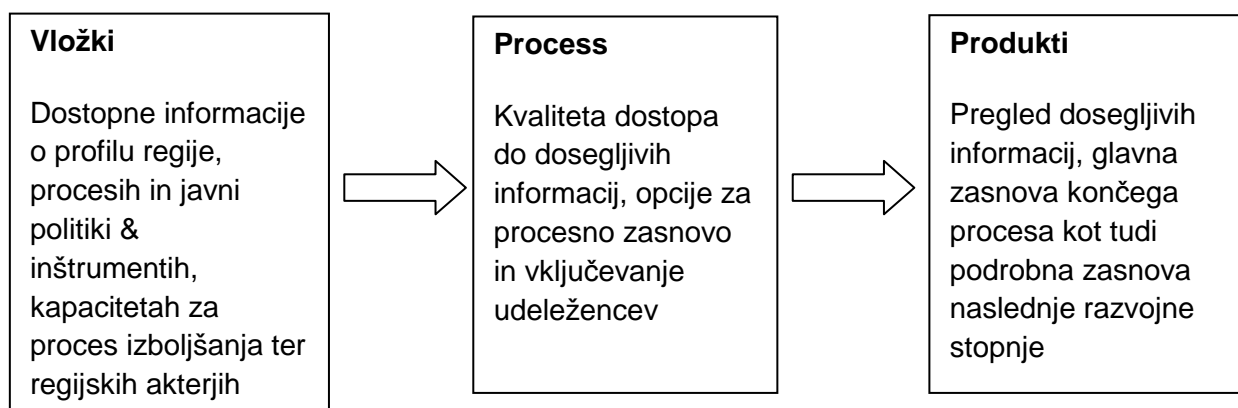 Vložki
Dostopne informacije
o profilu regije,
procesih in javni
politiki &
inštrumentih,
kapacitetah za
proces izboljšanja ter
regijskih akterjih
Process
Kvaliteta dostopa
do dosegljivih
informacij, opcije za
procesno zasnovo
in vključevanje
udeležencev
Produkti
Pregled dosegljivih
informacij, glavna
zasnova končega
procesa kot tudi
podrobna zasnova
naslednje razvojne
stopnje